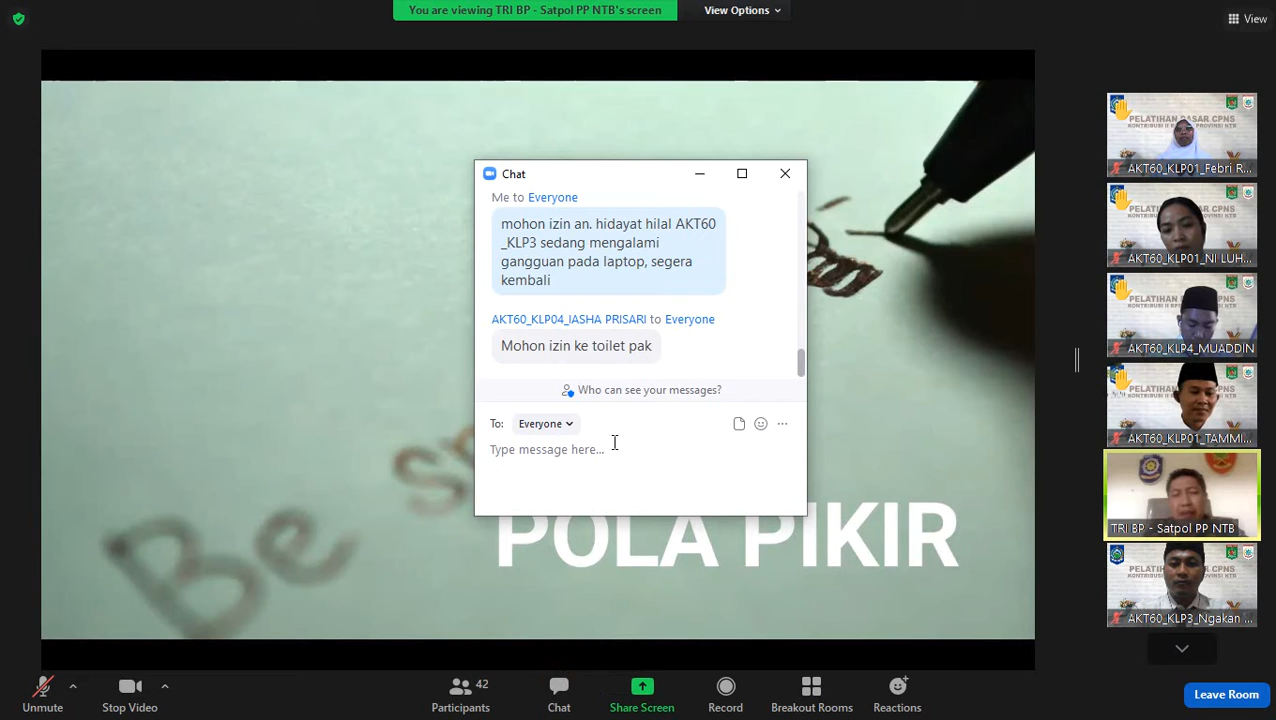 You are viewing TRI BP - Satpol PP NTB's screen
View Options
View
Chat
Me to Everyone
mohon izin an. hidayat hilal AKT60
_KLP3 sedang mengalami
gangguan pada laptop, segera
kembali
AKT60_KLP04_IASHA PRISARI to Everyone
Mohon izin ke toilet pak
Who can see your messages?
To: Everyone
Type message here...
Be
POLA PIKIR
PELATIHAN DASAR CPNS
AKT60_KLP01_Febri R...
AKT60_KLP01_NI LUH...
AKT60_KLP4_MUADDIN
AKT60_KLP01_TAMMI...
TRI BP - Satpol PP NTB
AKT60_KLP3_Ngakan ...
Unmute
Stop Video
42
Participants
Chat
Share Screen
Record
Breakout Rooms
Reactions
Leave Room